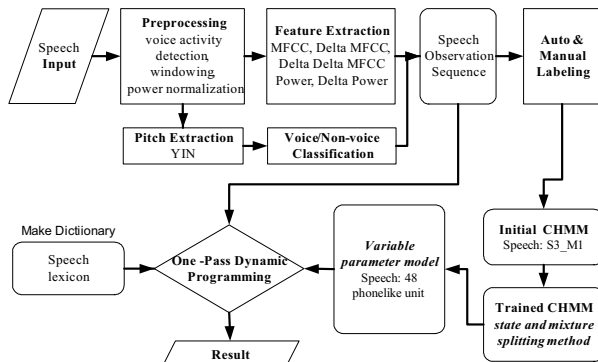 Speech
Input
Preprocessing
voice activity
detection,
windowing,
power normalization
Feature Extraction
MFCC, Delta MFCC,
Delta Delta MFCC
Power, Delta Power
Speech
Observation
Sequence
Auto &
Manual
Labeling
Pitch Extraction
YIN
Voice/Non-voice
Classification
Make Dictiionary
Speech
lexicon
One -Pass Dynamic
Programming
Variable
parameter model
Speech: 48
phonelike unit
Initial CHMM
Speech: S3_M1
Trained CHMM
state and mixture
splitting method
Result